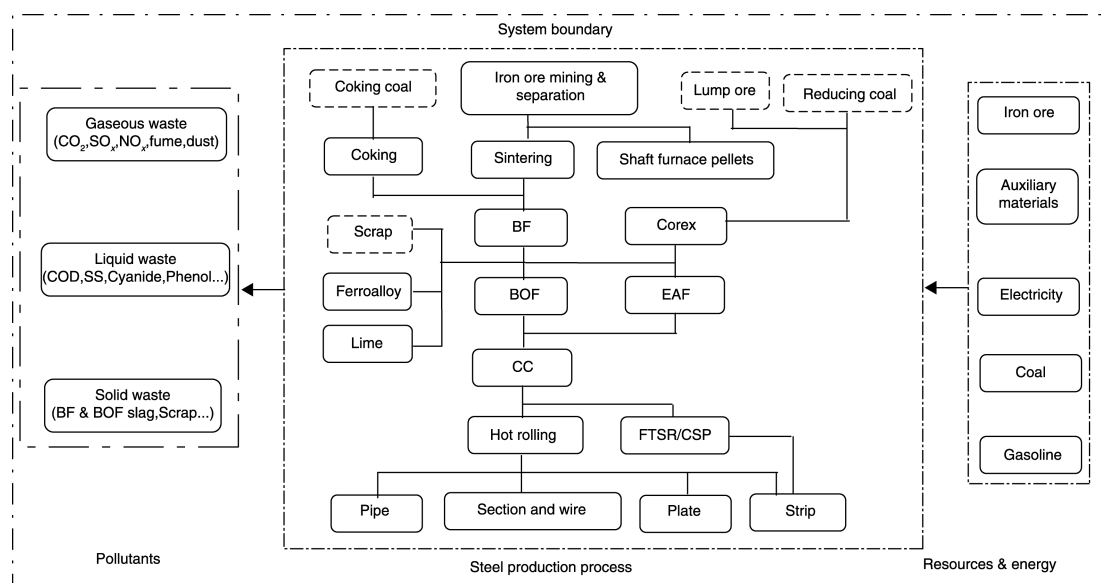 System boundary
Gaseous waste
(CO2,SOx,NOx,fume,dust)
Liquid waste
(COD,SS,Cyanide,Phenol...)
Solid waste
(BF & BOF slag,Scrap...)
Pollutants
Coking coal
Iron ore mining &
separation
Lump ore
Reducing coal
Coking
Sintering
Shaft furnace pellets
Scrap
BF
Corex
Ferroalloy
BOF
EAF
Lime
CC
Hot rolling
FTSR/CSP
Pipe
Section and wire
Plate
Strip
Steel production process
Iron ore
Auxiliary
materials
Electricity
Coal
Gasoline
Resources & energy